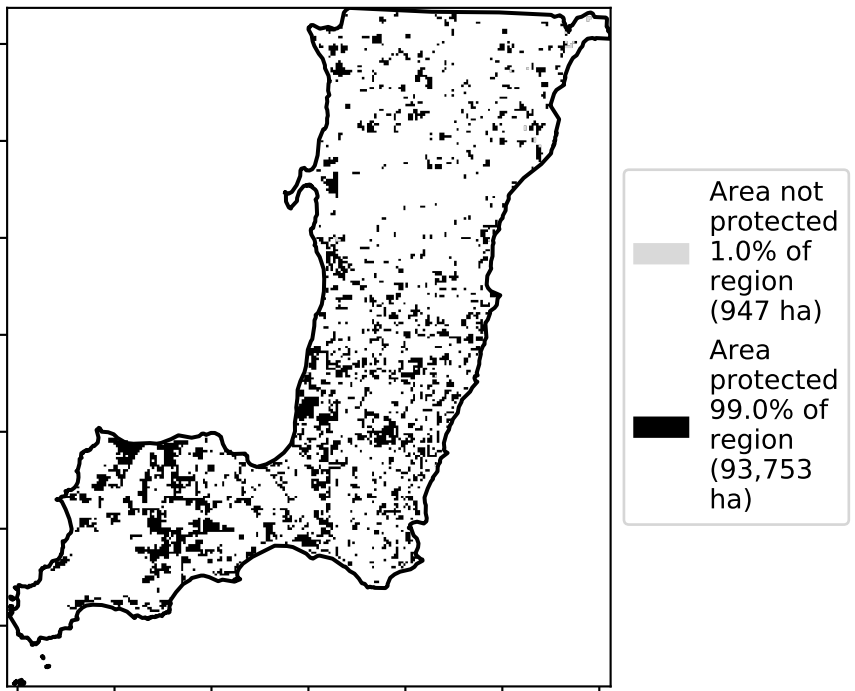 Area not
protected
1.0% of
region
(947 ha)
Area
protected
99.0% of
region
(93,753
ha)